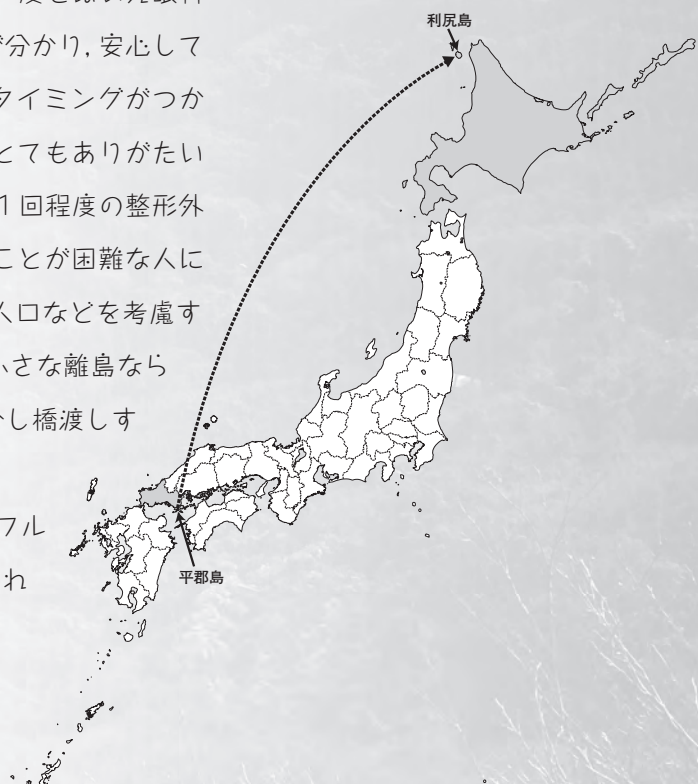 が分かり，安心して
タイミングがつか
とてもありがたい
1回程度の整形外
ことが困難な人に
人口などを考慮す
小さな離島なら
少し橋渡しす
フル
れ
利尻島
平郡島